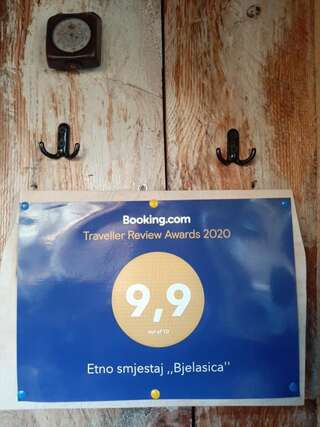 Booking.com
Traveller Review Awards 2020
9,9
out of 10
Etno smjestaj ,,Bjelasica''